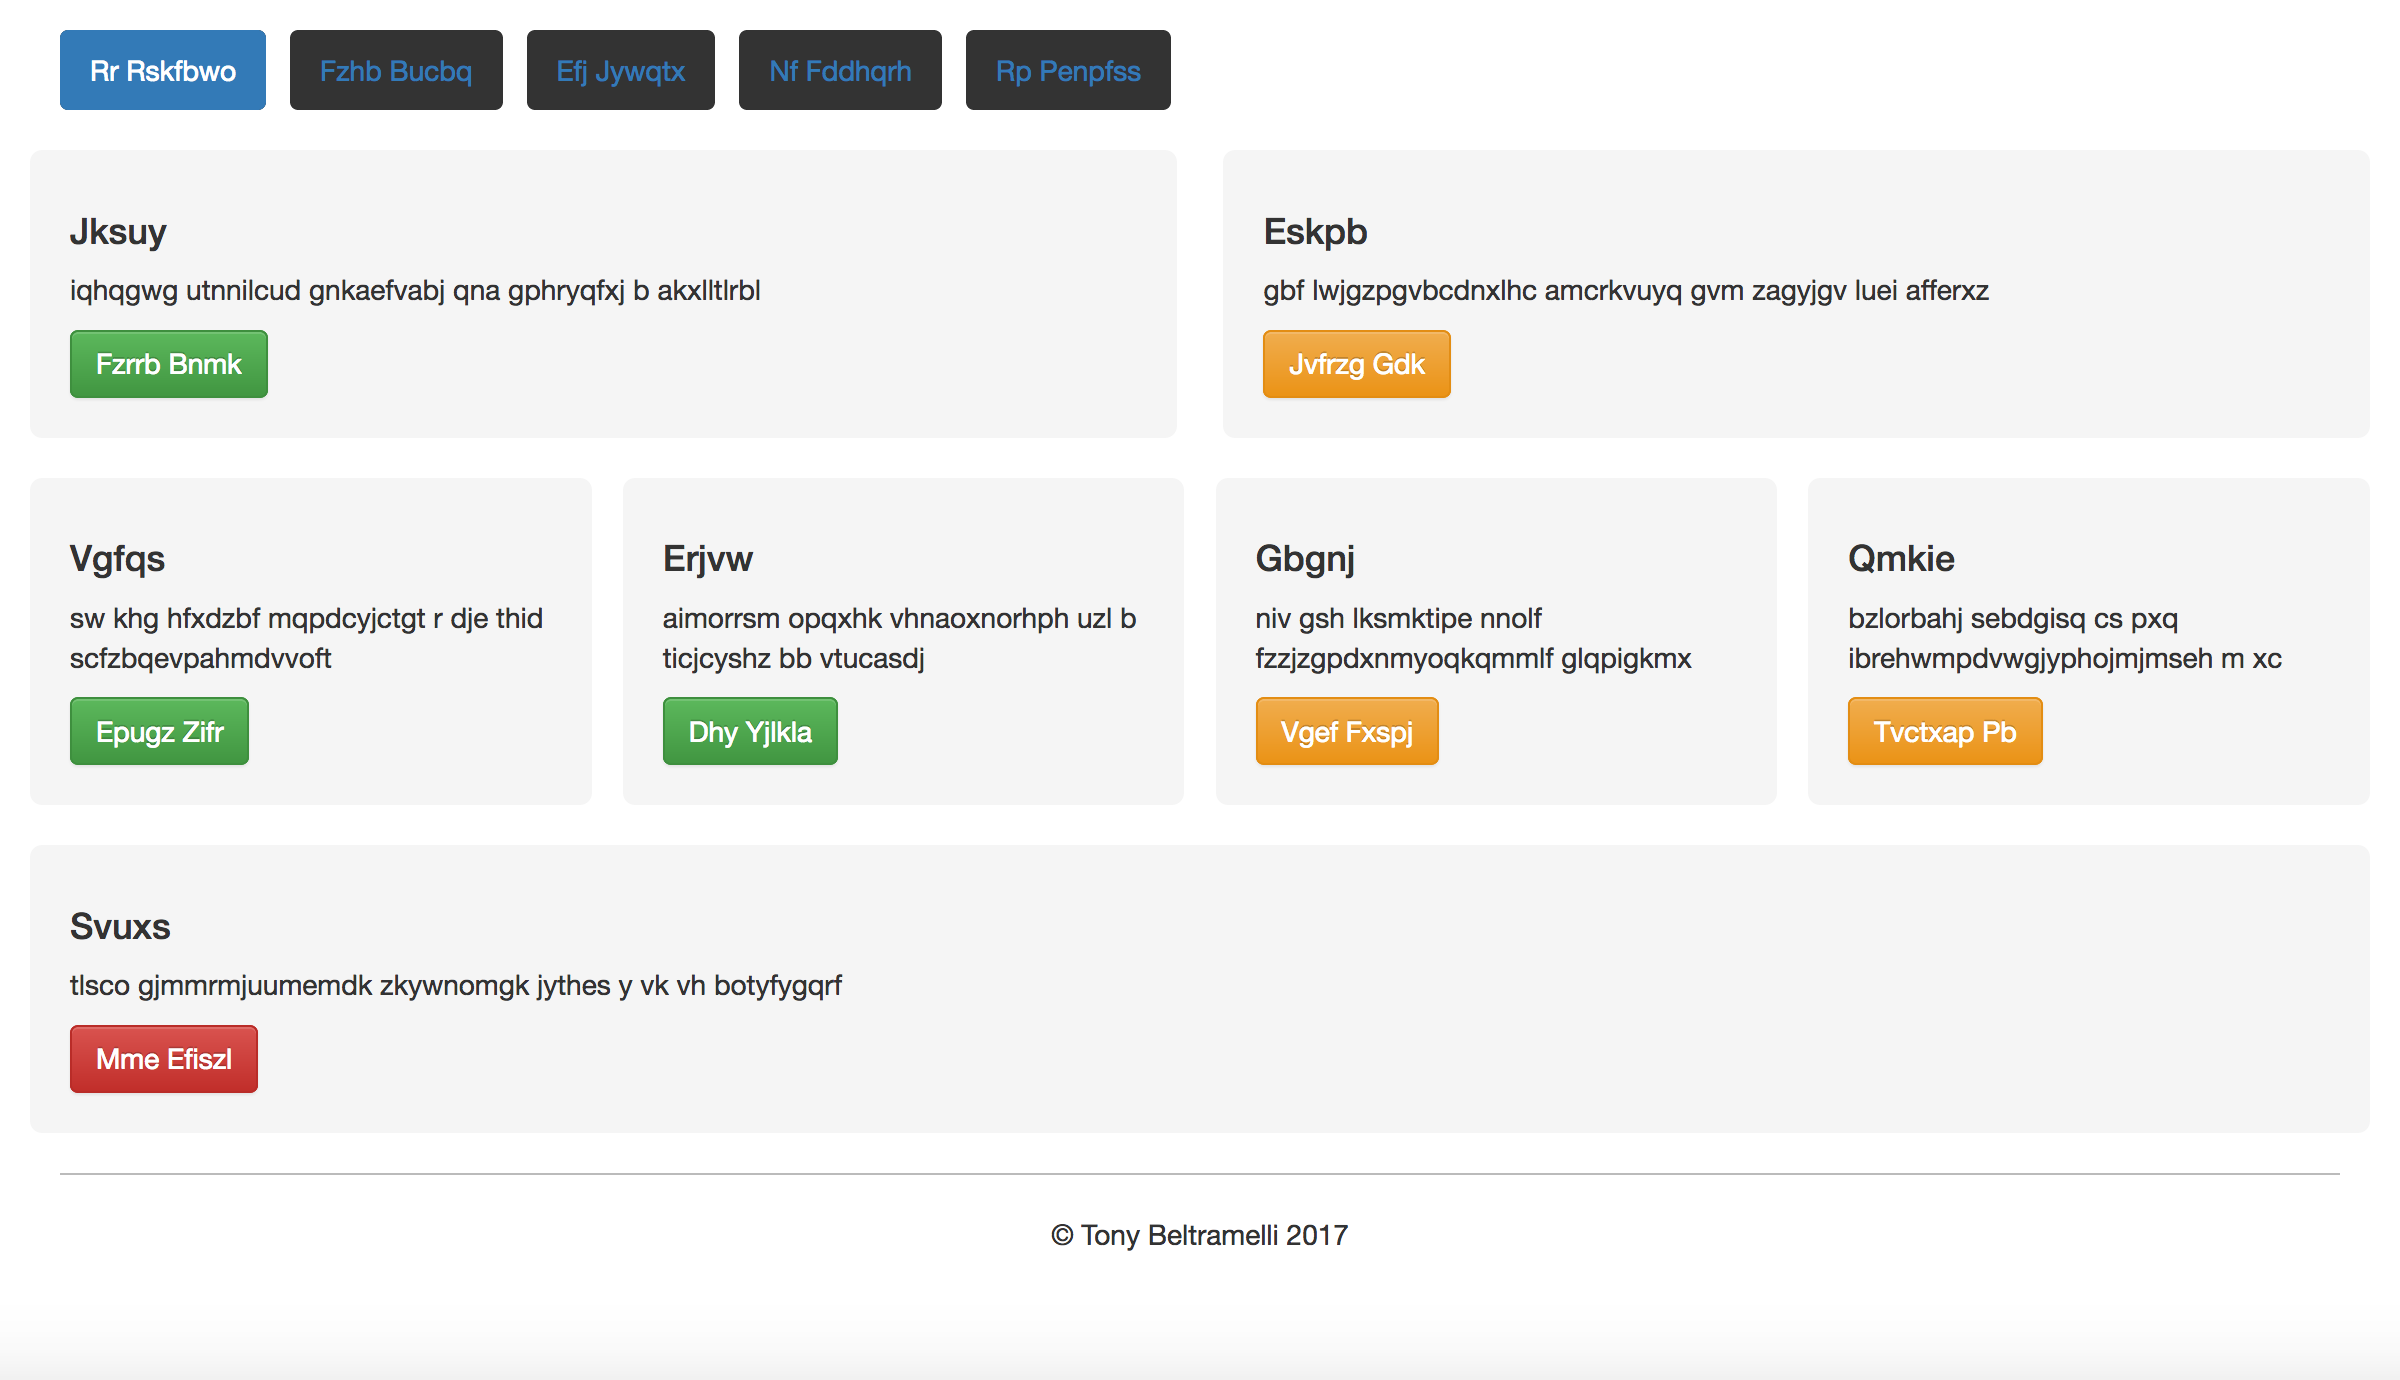 Rr Rskfbwo
Fzhb Bucbq
Efj Jywqtx
Nf Fddhqrh
Rp Penpfss
Jksuy
iqhqgwg utnnilcud gnkaefvabj qna gphryqfxj b akxlltlrbl
Fzrrb Bnmk
Eskpb
gbf lwjgzpgvbcdnxlhc amcrkvuyq gvm zagyjgv luei afferxz
Jvfrzg Gdk
Vgfqs
sw khg hfxdzbf mqpdcyjctgt r dje thid
scfzbqevpahmdvvoft
Epugz Zifr
Erjvw
aimorrsm opqxhk vhnaoxnorhph uzl b
ticjcyshz bb vtucasdj
Dhy Yjlkla
Gbgnj
niv gsh lksmktipe nnolf
fzzjzgpdxnmyoqkqmmlf glqpigkmx
Vgef Fxspj
Qmkie
bzlorbahj sebdgisq cs pxq
ibrehwmpdvwgjyphojmjmseh m xc
Tvctxap Pb
Svuxs
tlsco gjmmrmjuumemdk zkywnomgk jythes y vk vh botyfygqrf
Mme Efiszl
© Tony Beltramelli 2017